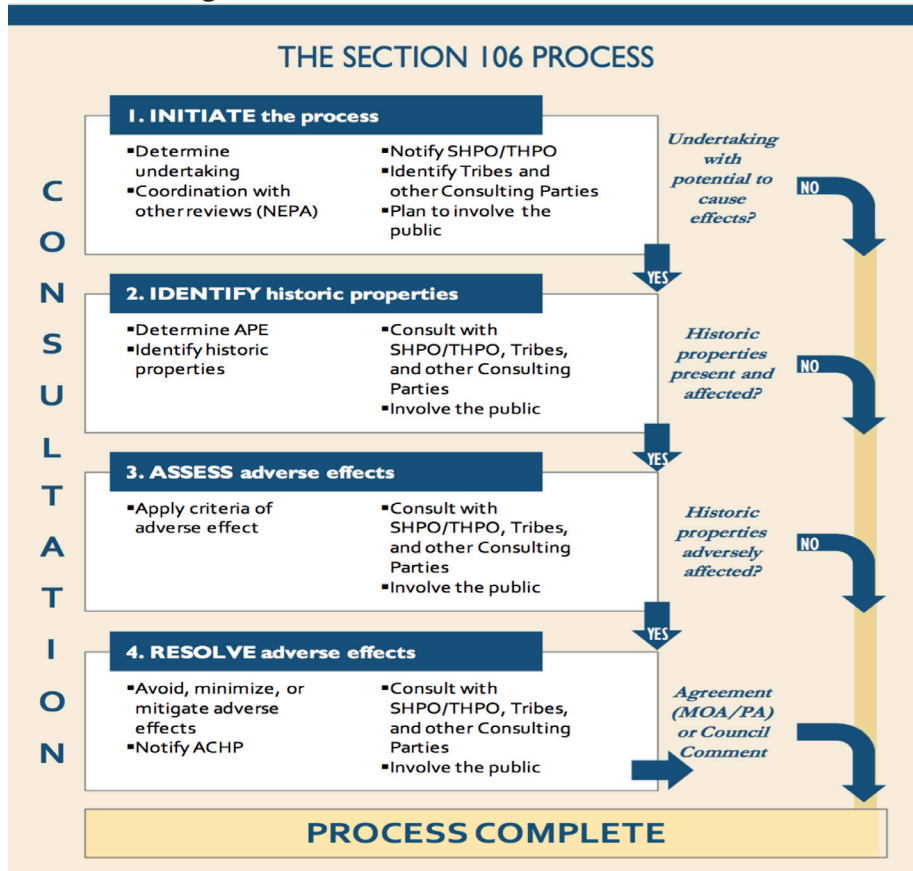 THE SECTION 106 PROCESS
CONSULTATION
1. INITIATE the process
▪Determine
undertaking
▪Coordination with
other reviews (NEPA)
▪Notify SHPO/THPO
▪Identify Tribes and
other Consulting Parties
▪Plan to involve the
public
Undertaking
with
potential to
cause
effects?
NO
YES
2. IDENTIFY historic properties
▪Determine APE
▪Identify historic
properties
▪Consult with
SHPO/THPO, Tribes,
and other Consulting
Parties
▪Involve the public
Historic
properties
present and
affected?
NO
YES
3. ASSESS adverse effects
▪Apply criteria of
adverse effect
▪Consult with
SHPO/THPO, Tribes,
and other Consulting
Parties
▪Involve the public
Historic
properties
adversely
affected?
NO
YES
4. RESOLVE adverse effects
▪Avoid, minimize, or
mitigate adverse
effects
▪Notify ACHP
▪Consult with
SHPO/THPO, Tribes,
and other Consulting
Parties
▪Involve the public
Agreement
(MOA/PA)
or Council
Comment
PROCESS COMPLETE